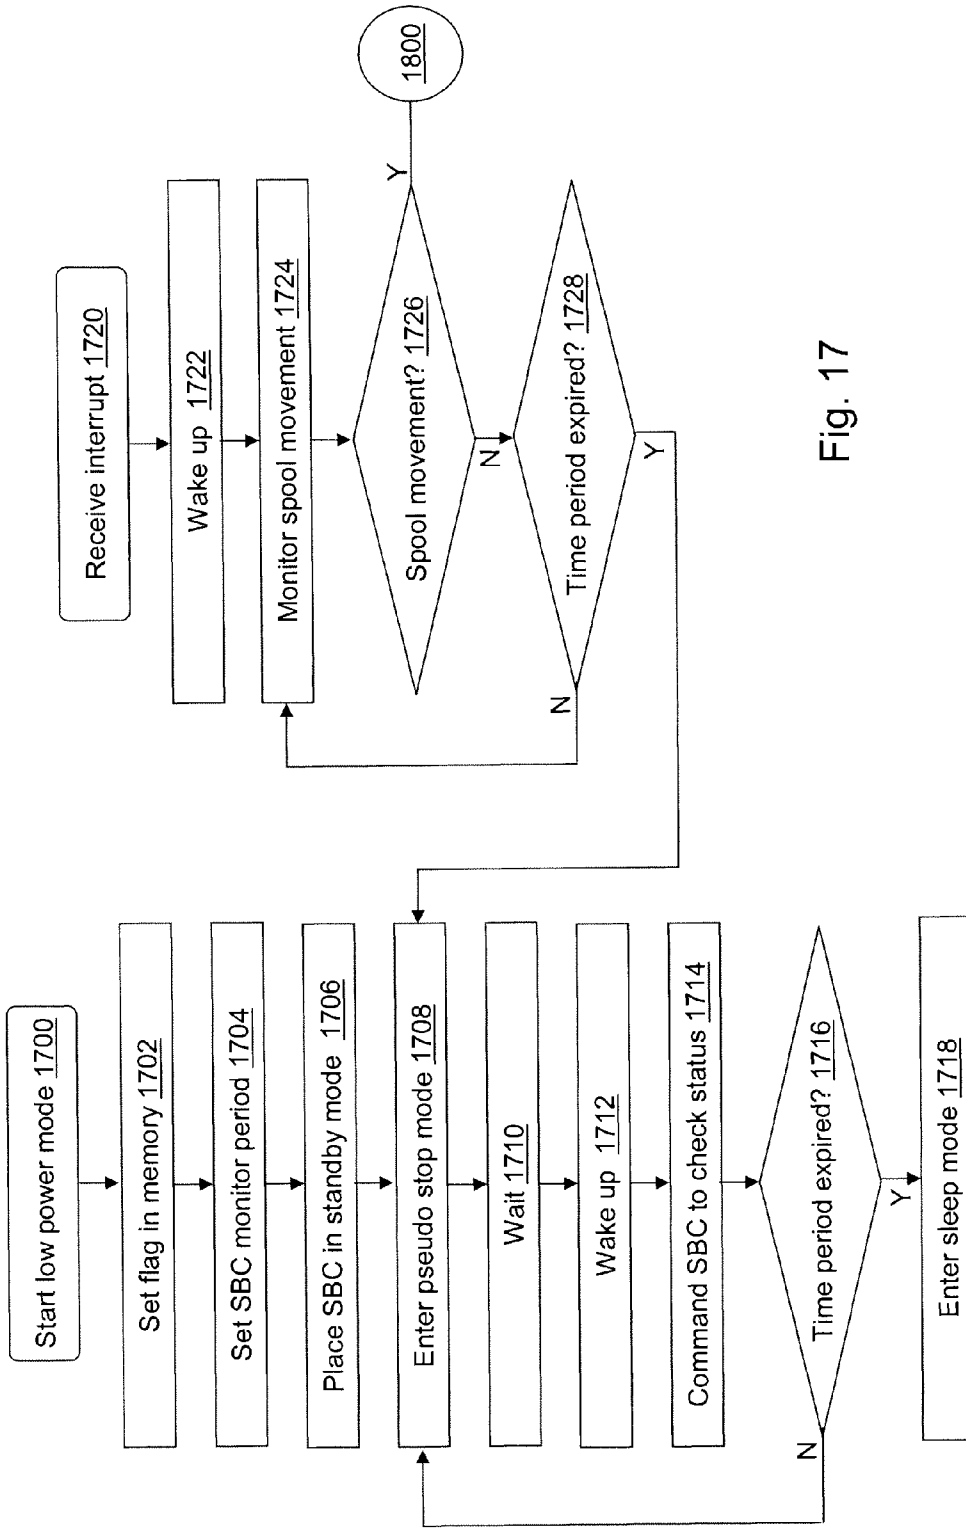 Start low power mode 1700
Set flag in memory 1702
Set SBC monitor period 1704
Place SBC in standby mode 1706
Enter pseudo stop mode 1708
Wait 1710
Wake up 1712
Command SBC to check status 1714
Time period expired? 1716
N
Y
Enter sleep mode 1718
Receive interrupt 1720
Wake up 1722
Monitor spool movement 1724
Spool movement? 1726
Y
1800
N
Time period expired? 1728
N
Y
Fig. 17